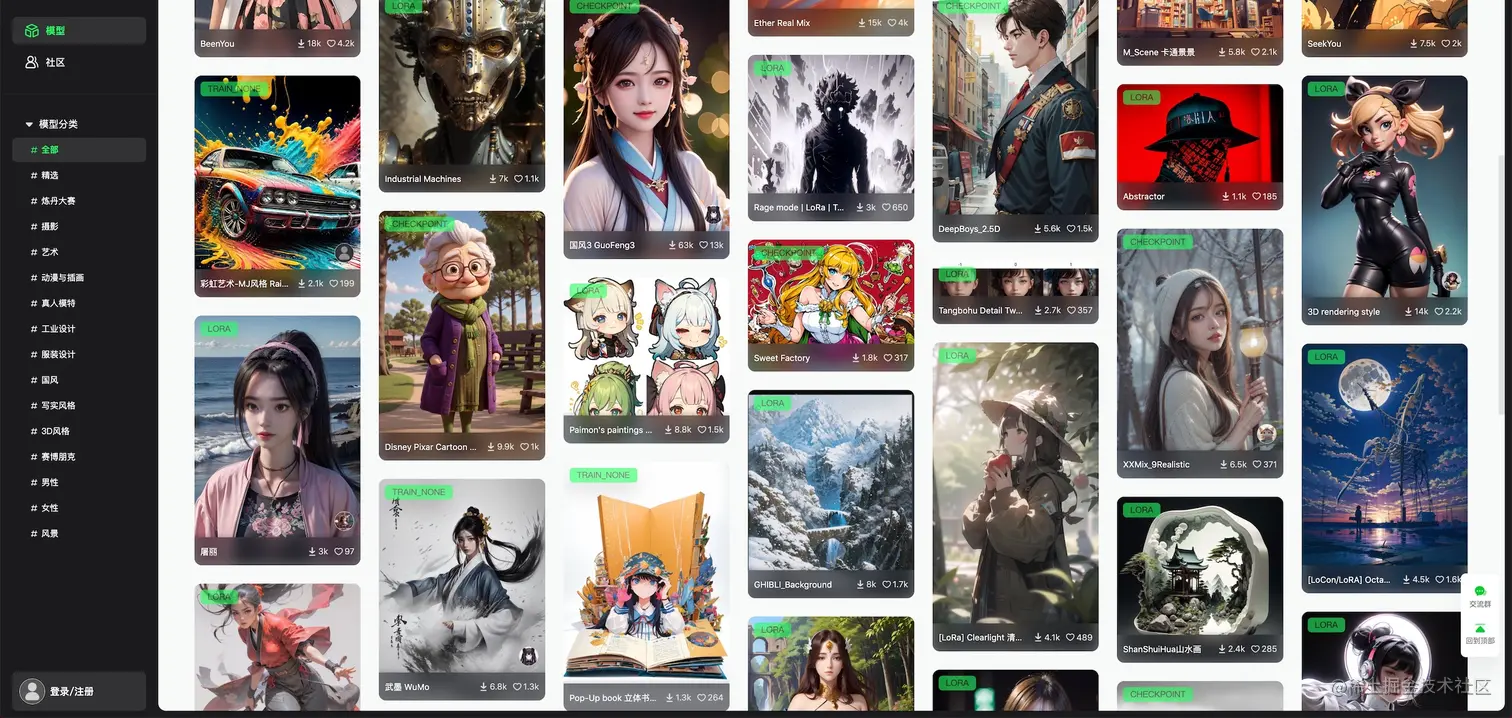 模型
社区
模型分类
# 全部
# 精选
# 炼丹大赛
# 摄影
# 艺术
# 动漫与插画
# 真人模特
# 工业设计
# 服装设计
# 国风
# 写实风格
# 3D风格
# 赛博朋克
# 男性
# 女性
# 风景
登录/注册
BeenYou 18k 4.2k
TRAIN_NONE
彩虹艺术-MJ风格 Rai... 2.1k 199
LORA
屠丽 3k 97
LORA
LORA
Industrial Machines 7k 1.1k
CHECKPOINT
Disney Pixar Cartoon ... 9.9k 1k
TRAIN_NONE
武墨 WuMo 6.8k 1.3k
CHECKPOINT
国风3 GuoFeng3 63k 13k
LORA
Paimon's paintings ... 8.8k 1.5k
TRAIN_NONE
Pop-Up book 立体书... 1.3k 264
Ether Real Mix 15k 4k
LORA
Rage mode | LoRa | T... 3k 650
CHECKPOINT
Sweet Factory 1.8k 317
LORA
GHIBLI_Background 8k 1.7k
LORA
CHECKPOINT
DeepBoys_2.5D 5.6k 1.5k
LORA
Tangbohu Detail Tw... 2.7k 357
LORA
[LoRa] Clearlight 清... 4.1k 489
LORA
M_Scene 卡通景景 5.8k 2.1k
LORA
Abstractor 1.1k 185
CHECKPOINT
XXMix_9Realistic 6.5k 371
LORA
ShanShuiHua山水画 2.4k 285
CHECKPOINT
SeekYou 7.5k 2k
LORA
3D rendering style 14k 2.2k
LORA
[LoCon/LoRA] Octa... 4.5k 1.6k
LORA
交流群
回到顶部
@稀土掘金技术社区